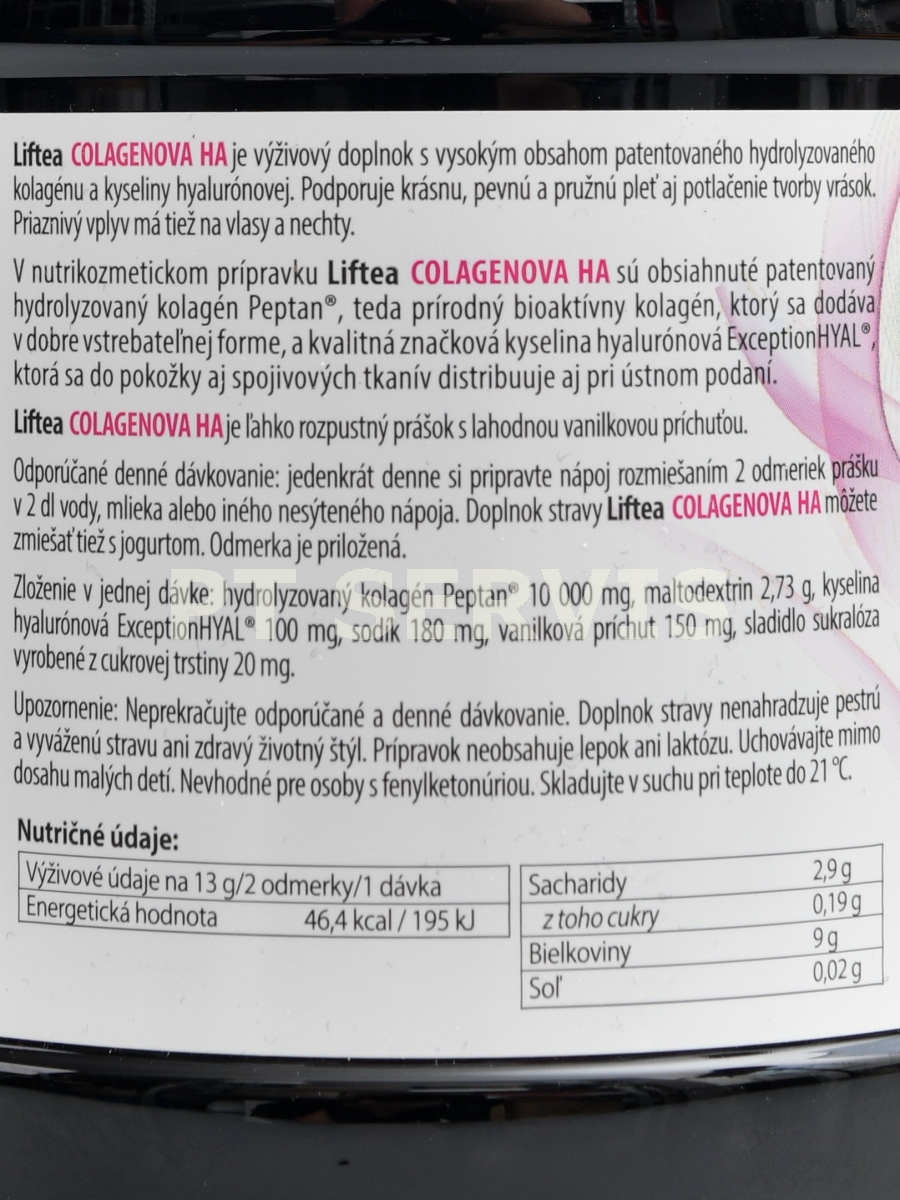 Liftea COLAGENOVA HA je výživový doplnok s vysokým obsahom patentovaného hydrolyzovaného
kolagénu a kyseliny hyalurónovej. Podporuje krásnu, pevnú a pružnú pleť aj potlačenie tvorby vrások.
Priaznivý vplyv má tiež na vlasy a nechty.
V nutrikozmetickom prípravku Liftea COLAGENOVA HA sú obsiahnuté patentovaný
hydrolyzovaný kolagén Peptan®, teda prírodný bioaktívny kolagén, ktorý sa dodáva
v dobre vstrebateľnej forme, a kvalitná značková kyselina hyalurónová ExceptionHYAL®,
ktorá sa do pokožky aj spojivových tkanív distribuuje aj pri ústnom podaní.
Liftea COLAGENOVA HA je ľahko rozpustný prášok s lahodnou vanilkovou príchuťou.
Odporúčané denné dávkovanie: jedenkrát denne si pripravte nápoj rozmiešaním 2 odmeriek prášku
v 2 dl vody, mlieka alebo iného nesýteného nápoja. Doplnok stravy Liftea COLAGENOVA HA môžete
zmiešať tiež s jogurtom. Odmerka je priložená.
PT SERVIS
Zloženie v jednej dávke: hydrolyzovaný kolagén Peptan® 10 000 mg, maltodextrin 2,73 g, kyselina
hyalurónová ExceptionHYAL® 100 mg, sodík 180 mg, vanilková príchut 150 mg, sladidlo sukralóza
vyrobené z cukrovej trstiny 20 mg.
Upozornenie: Neprekračujte odporúčané a denné dávkovanie. Doplnok stravy nenahradzuje pestrú
a vyváženú stravu ani zdravý životný štýl. Prípravok neobsahuje lepok ani laktózu. Uchovávajte mimo
dosahu malých detí. Nevhodné pre osoby s fenylketonúriou. Skladujte v suchu pri teplote do 21 °C.
Nutričné údaje:
Výživové údaje na 13 g/2 odmerky/1 dávka
Energetická hodnota 46,4 kcal / 195 kJ
Sacharidy 2,9 g
z toho cukry 0,19 g
Bielkoviny 9 g
Soľ 0,02 g